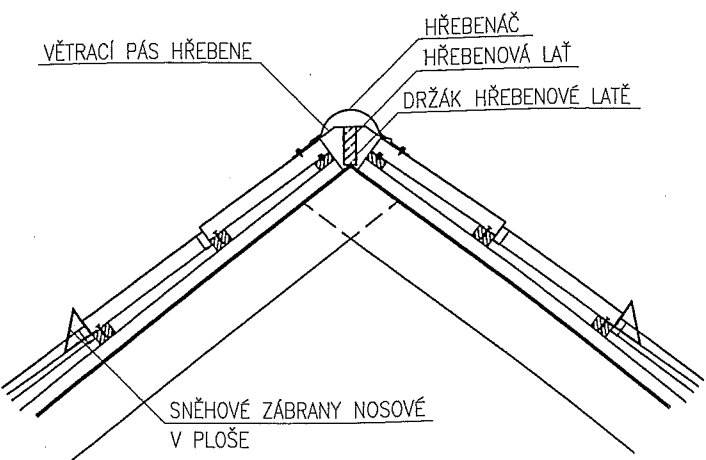 HŘEBENÁČ
VĚTRACÍ PÁS HŘEBENE
HŘEBENOVÁ LAŤ
DRŽÁK HŘEBENOVÉ LATĚ
SNĚHOVÉ ZÁBRANY NOSOVÉ
V PLOŠE